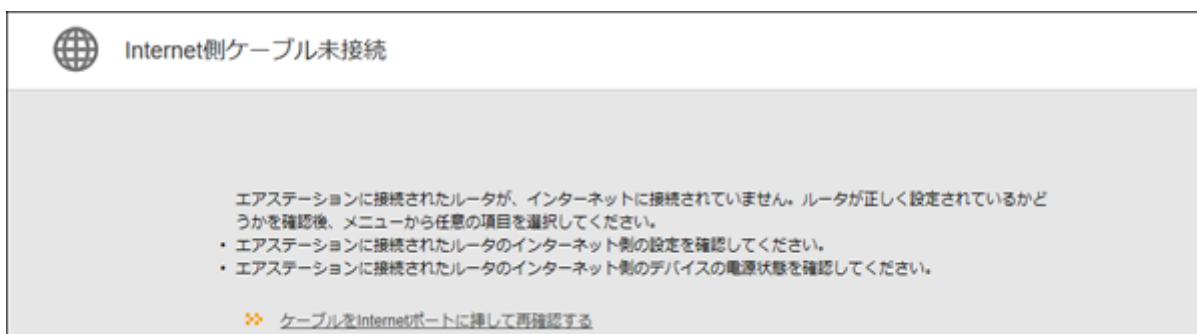 Internet側ケーブル未接続
エアステーションに接続されたルータが、インターネットに接続されていません。ルータが正しく設定されているかど
うかを確認後、メニューから任意の項目を選択してください。
・エアステーションに接続されたルータのインターネット側の設定を確認してください。
・エアステーションに接続されたルータのインターネット側のデバイスの電源状態を確認してください。
ケーブルをInternetポートに挿して再確認する